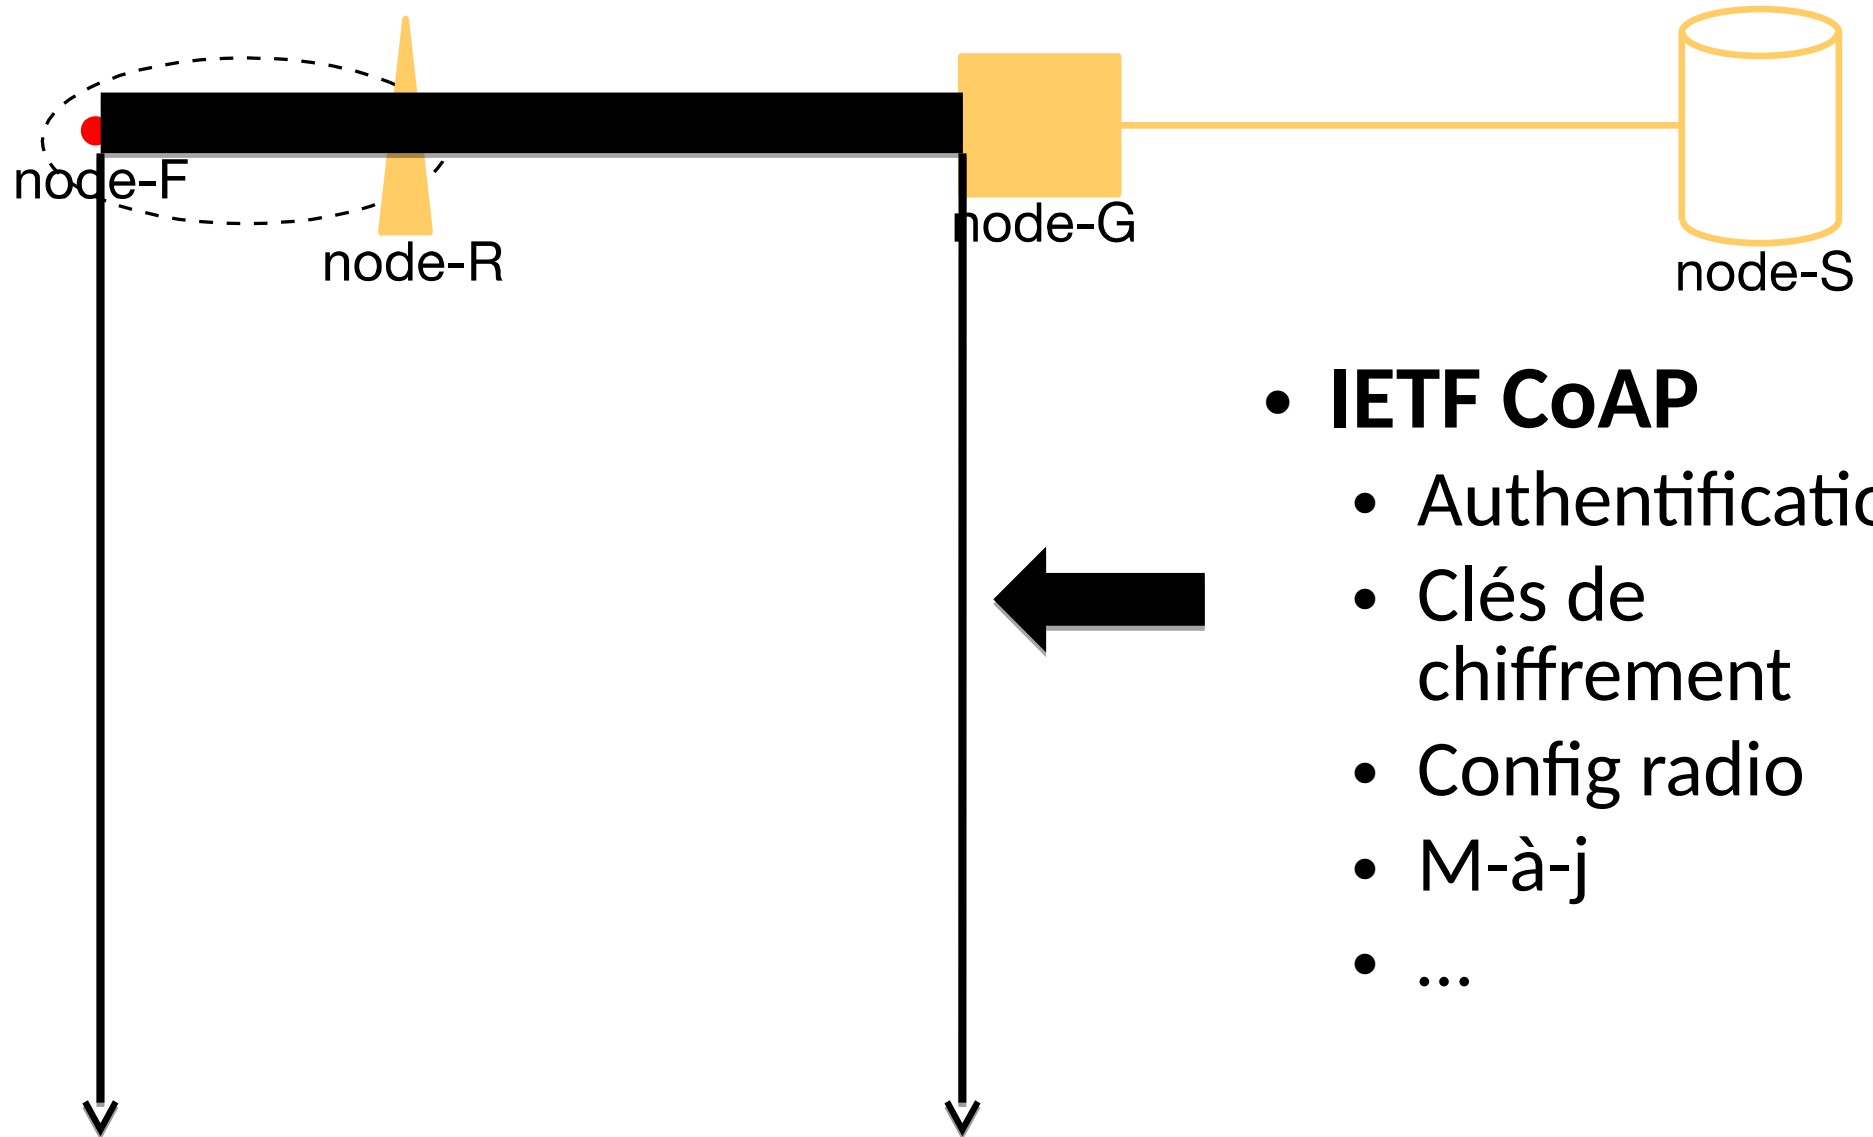 node-F
node-R
node-G
node-S
• IETF CoAP
• Authentificatio
• Clés de
chiffrement
• Config radio
• M-à-j
• ...